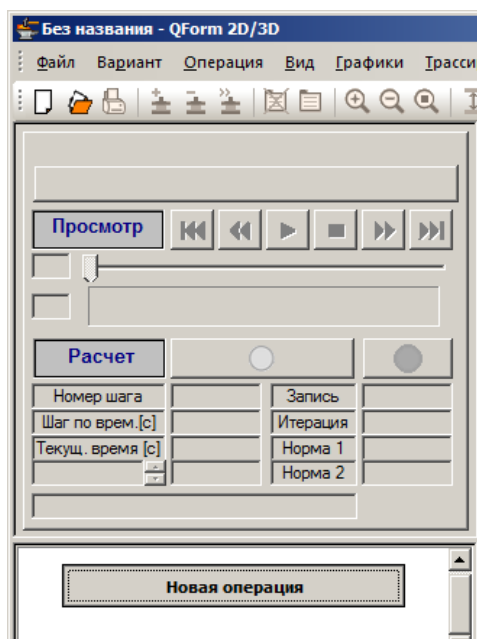 Без названия - QForm 2D/3D
Файл Вариант Операция Вид Графики
Просмотр
Расчет
Номер шага Запись
Шаг по врем.[с] Итерация
Текущ. время [с] Норма 1
Норма 2
Новая операция